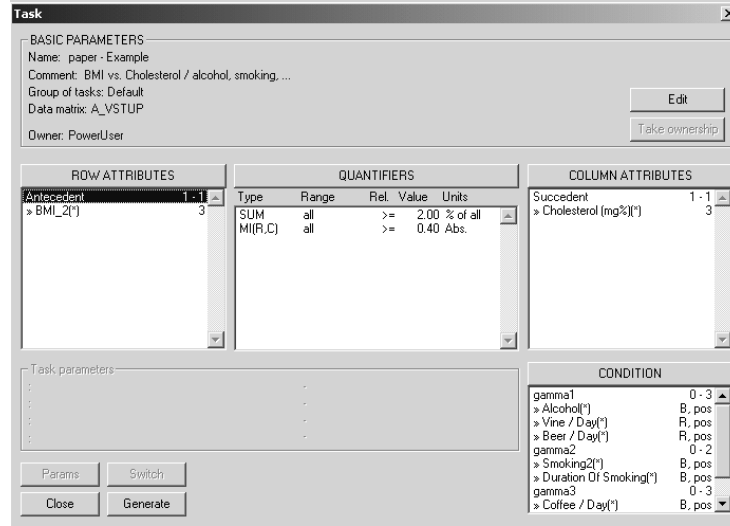 Task
BASIC PARAMETERS
Name: paper - Example
Comment: BMI vs. Cholesterol / alcohol, smoking, ...
Group of tasks: Default
Data matrix: A_VSTUP
Edit
Take ownership
Owner: PowerUser
ROW ATTRIBUTES
Antecedent 1 - 1
» BMI_2(*) 3
QUANTIFIERS
Type Range Rel. Value Units
SUM all >= 2.00 % of all
MI(R,C) all >= 0.40 Abs.
COLUMN ATTRIBUTES
Succedent 1 - 1
» Cholesterol (mg%)(*) 3
Task parameters
: -
: -
: -
: -
CONDITION
gamma1 0 - 3
» Alcohol(*) B, pos
» Vine / Day(*) R, pos
» Beer / Day(*) R, pos
gamma2 0 - 2
» Smoking2(*) B, pos
» Duration Of Smoking(*) B, pos
gamma3 0 - 3
» Coffee / Day(*) B, pos
Params Switch
Close Generate